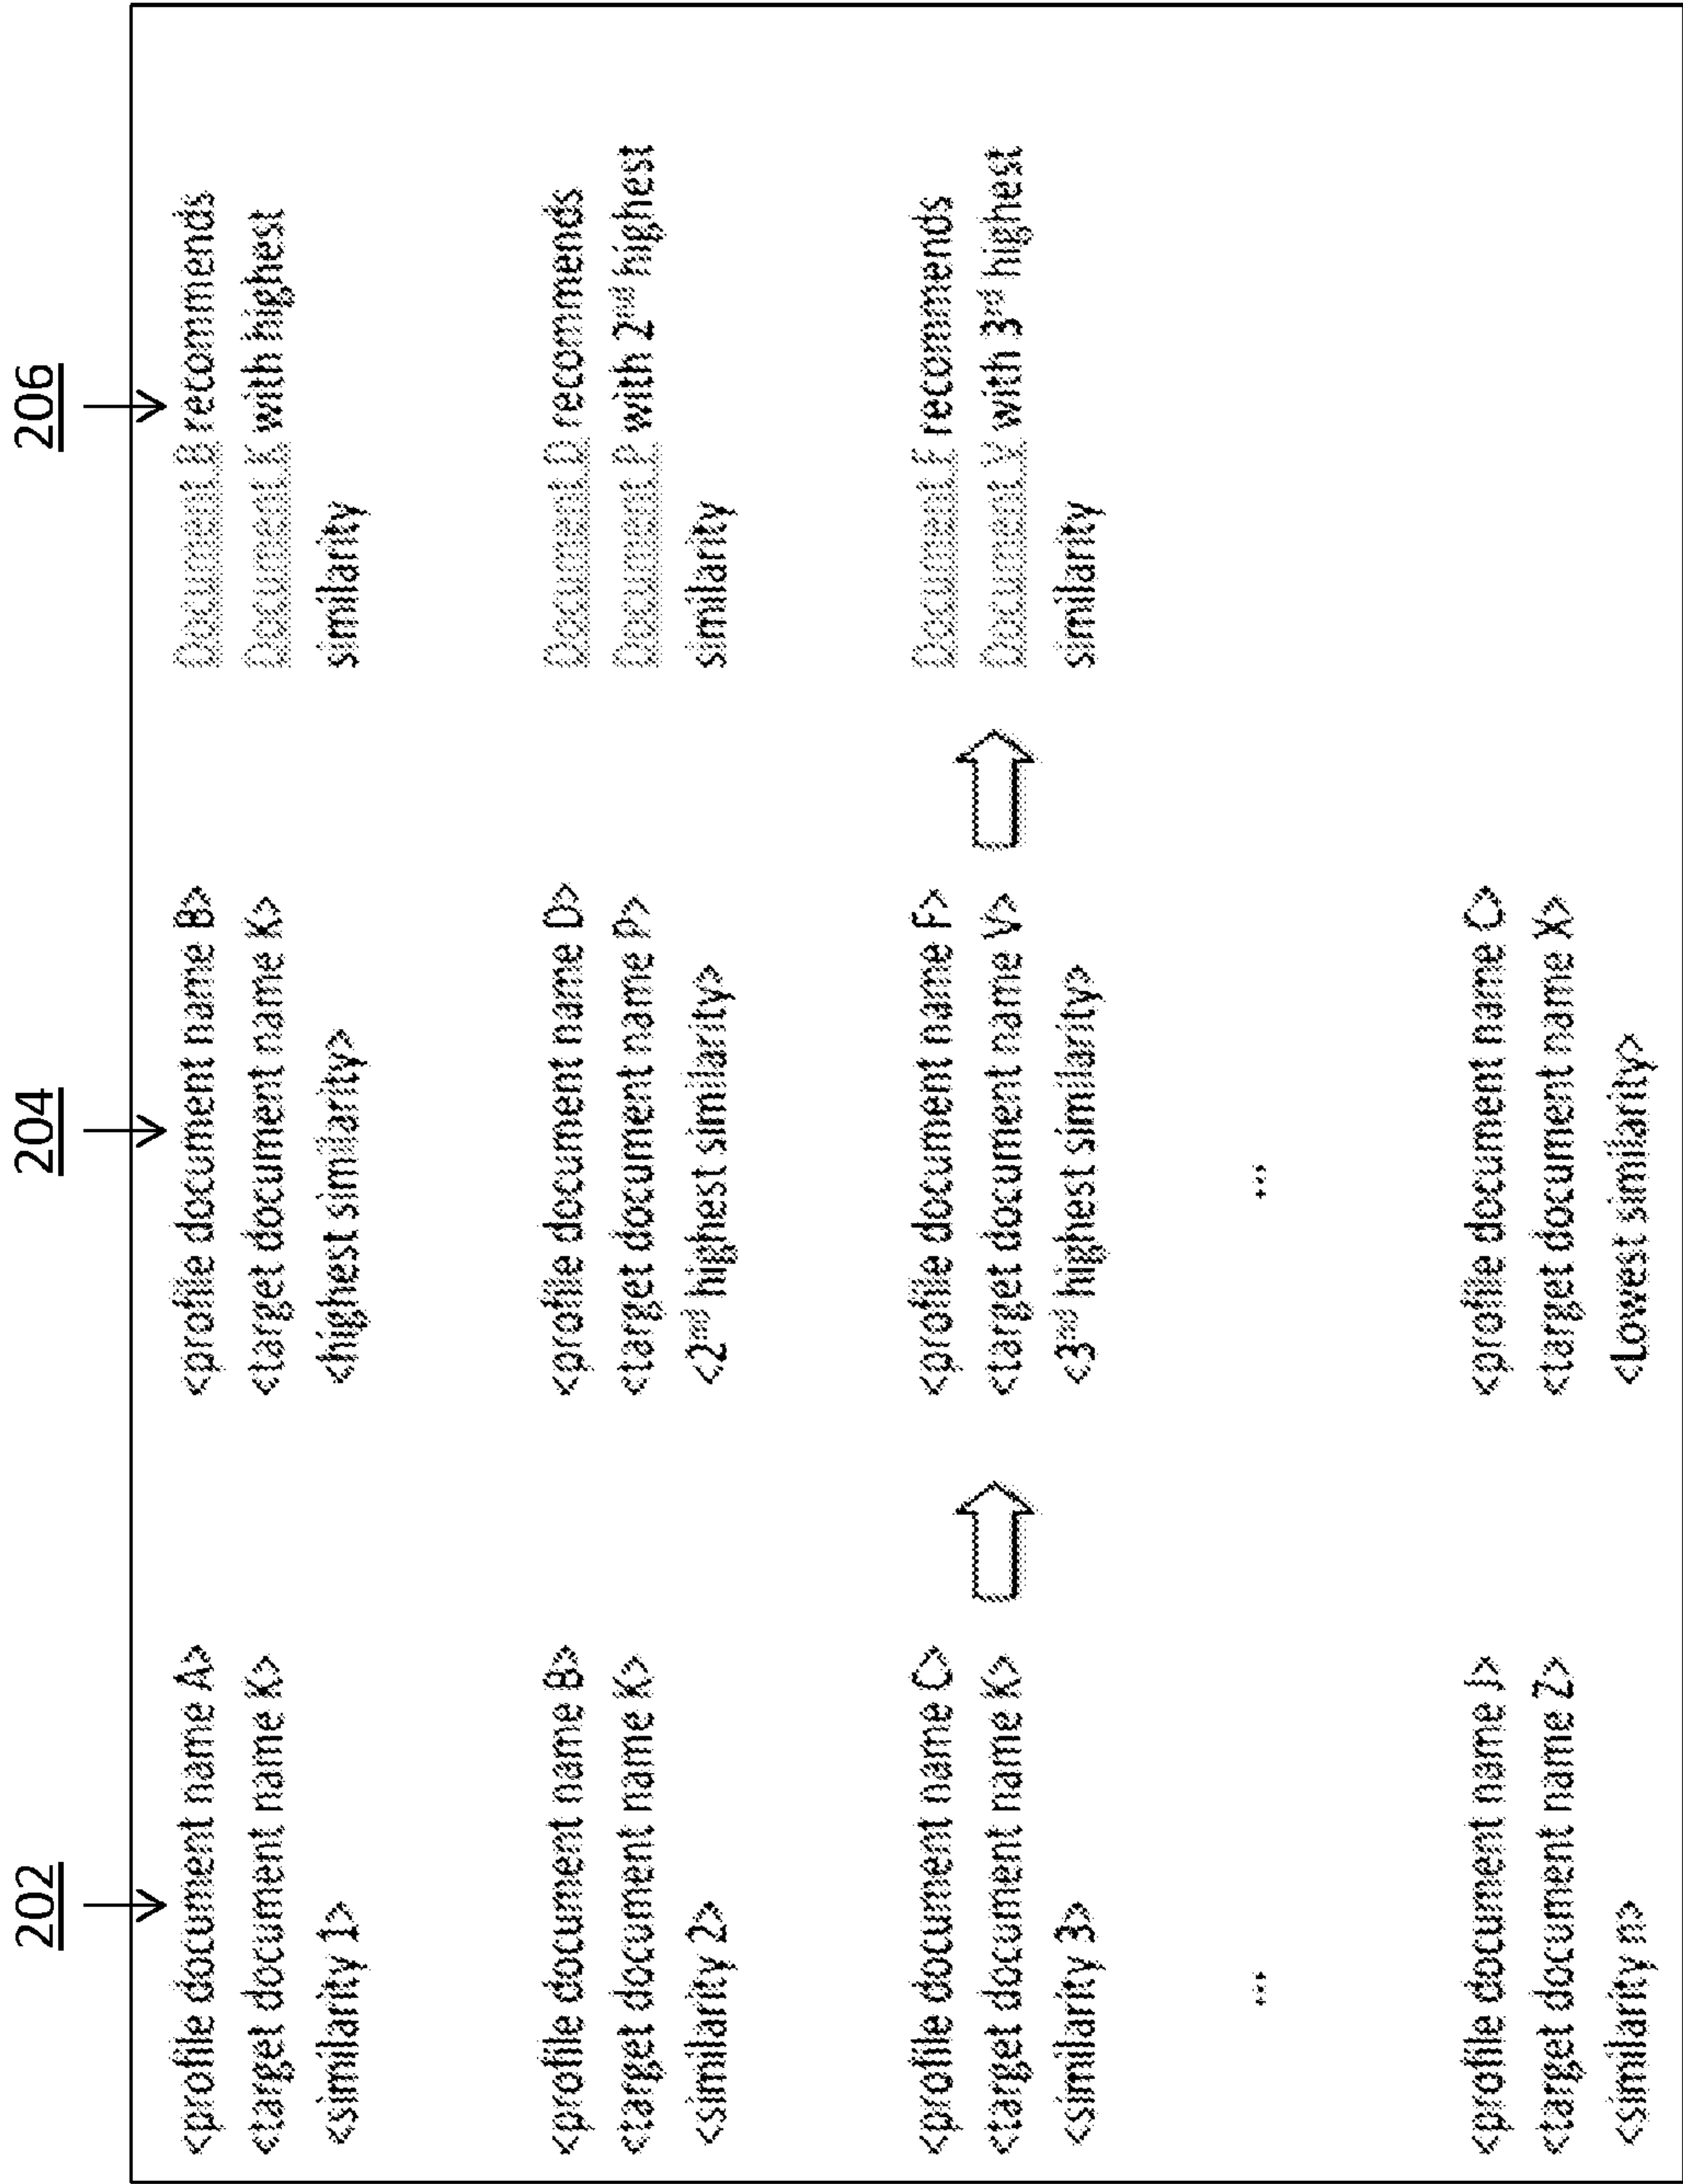 202
<profile document name A>
<target document name K>
<similarity 1>
<profile document name B>
<target document name K>
<similarity 2>
<profile document name C>
<target document name K>
<similarity 3>
...
<profile document name J>
<target document name Z>
<similarity n>
204
<profile document name B>
<target document name K>
<highest similarity>
<profile document name D>
<target document name P>
<2nd highest similarity>
<profile document name F>
<target document name V>
<3nd highest similarity>
...
<profile document name C>
<target document name X>
<Lowest similarity>
206
Document B recommends
Document K with highest
similarity
Document D recommends
Document P with 2nd highest
similarity
Document F recommends
Document V with 3rd highest
similarity